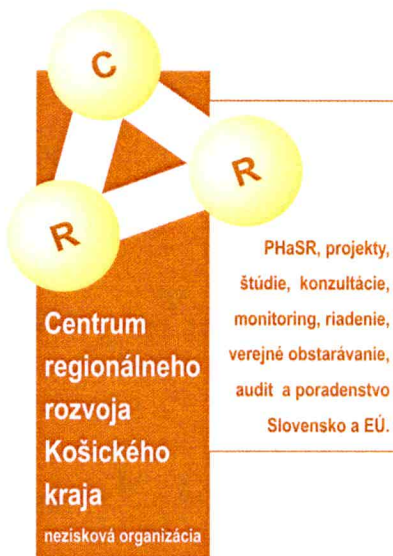 C
R
R
PHaSR, projekty,
štúdie, konzultácie,
monitoring, riadenie,
verejné obstarávanie,
audit a poradenstvo
Slovensko a EÚ.
Centrum
regionálneho
rozvoja
Košického
kraja
nezisková organizácia